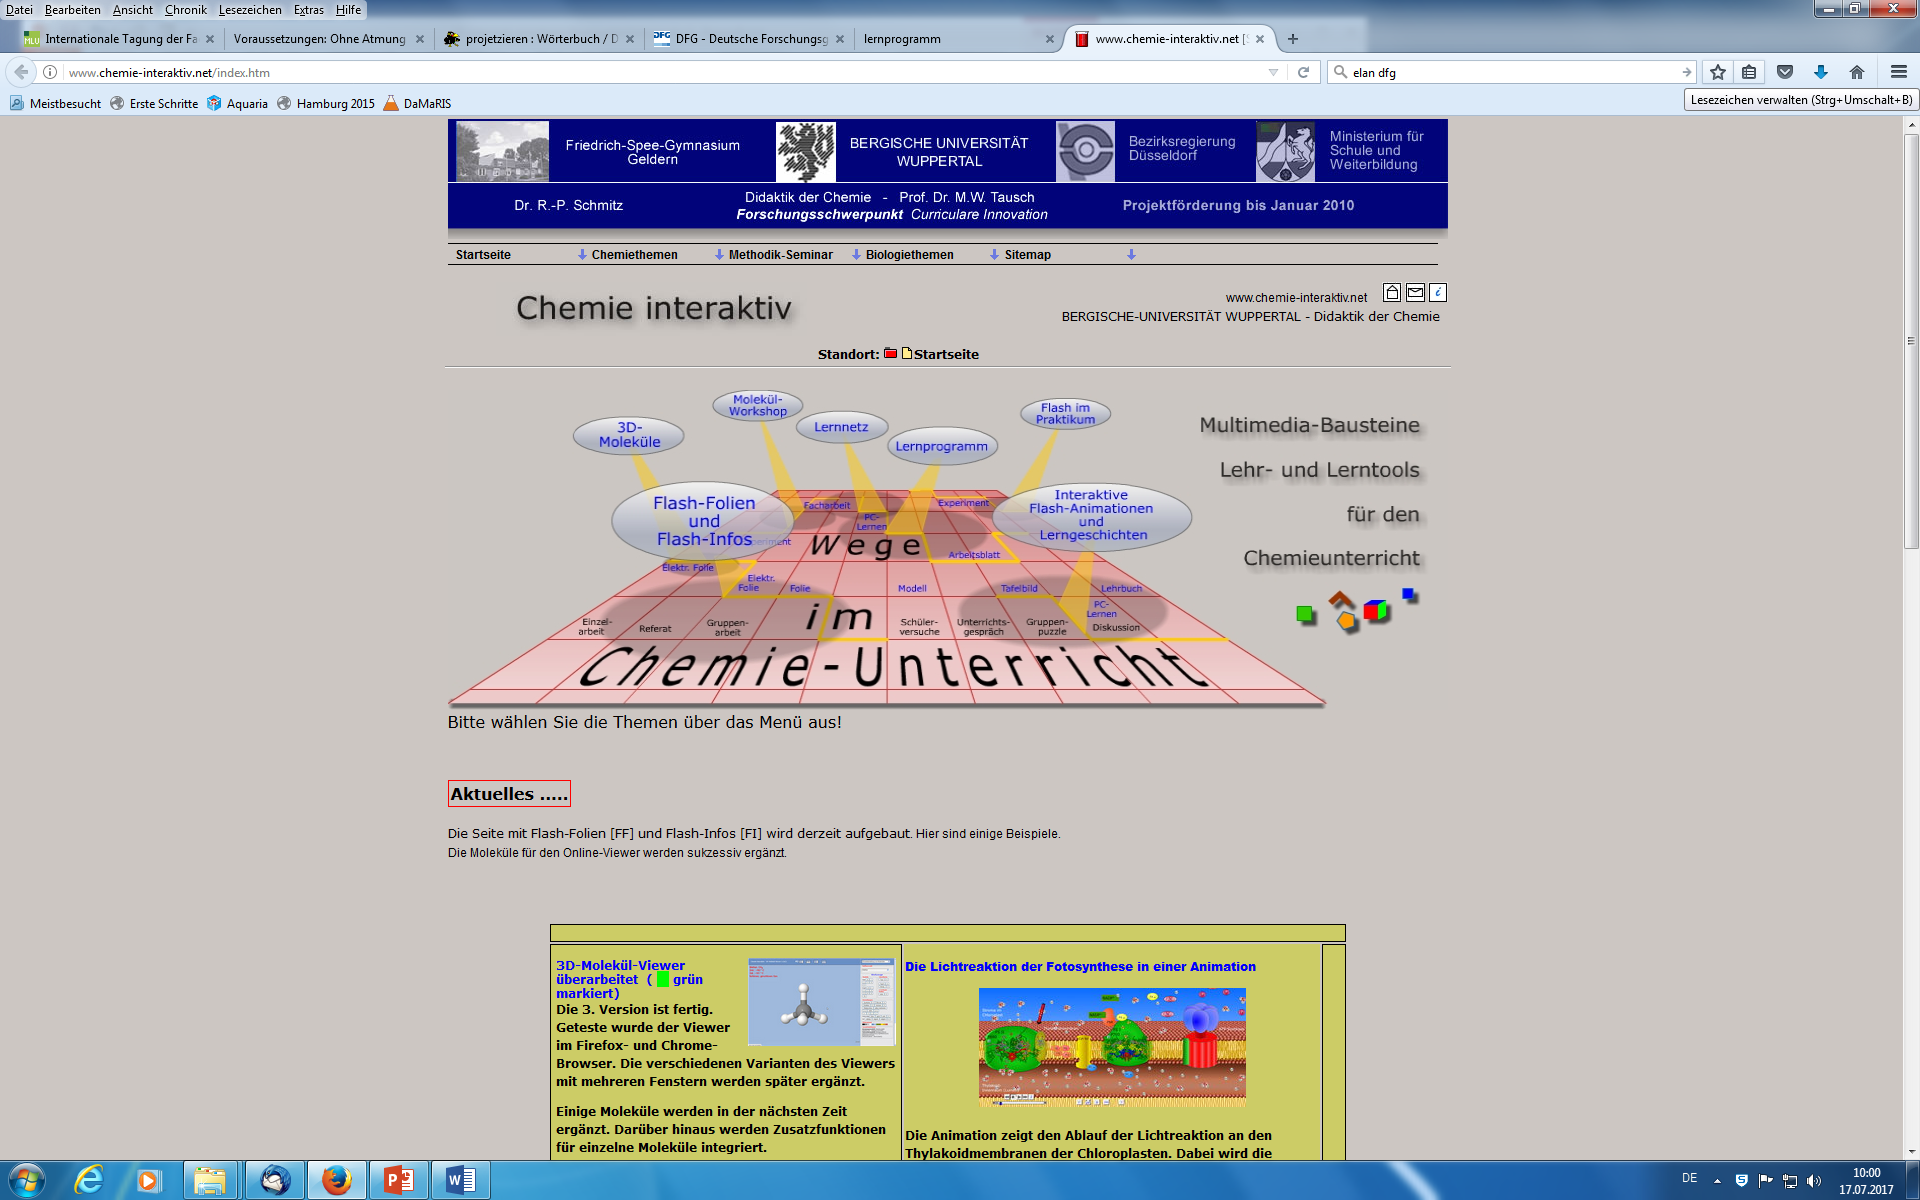 Datei Bearbeiten Ansicht Chronik Lesezeichen Extras Hilfe
Internationale Tagung der Fa
Voraussetzungen: Ohne Atmung
projetzieren : Wörterbuch / D
DFG - Deutsche Forschungsg
lernprogramm
www.chemie-interaktiv.net [S
www.chemie-interaktiv.net/index.htm
elan dfg
Meistbesucht Erste Schritte Aquaria Hamburg 2015 DaMaRIS
Lesezeichen verwalten (Strg+Umschalt+B)
Friedrich-Spee-Gymnasium
Geldern
BERGISCHE UNIVERSITÄT
WUPPERTAL
Bezirksregierung
Düsseldorf
Ministerium für
Schule und
Weiterbildung
Dr. R.-P. Schmitz
Didaktik der Chemie - Prof. Dr. M.W. Tausch
Forschungsschwerpunkt Curriculare Innovation
Projektförderung bis Januar 2010
Startseite Chemiethemen Methodik-Seminar Biologiethemen Sitemap
Chemie interaktiv
www.chemie-interaktiv.net
BERGISCHE-UNIVERSITÄT WUPPERTAL - Didaktik der Chemie
Standort: Startseite
3D-
Moleküle
Molekül-
Workshop
Lernnetz
Lernprogramm
Flash im
Praktikum
Flash-Folien
und
Flash-Infos
Interaktive
Flash-Animationen
und
Lerngeschichten
Multimedia-Bausteine
Lehr- und Lerntools
für den
Chemieunterricht
Facharbeit
PC-
Lernen
Experiment
Wege
Arbeitsblatt
Elektr. Folie
Elektr.
Folie
Folie
Modell
Tafelbild
Lehrbuch
PC-
Lernen
Einzel-
arbeit
Referat
Gruppen-
arbeit
im
Schüler-
versuche
Unterrichts-
gespräch
Gruppen-
puzzle
Diskussion
Chemie-Unterricht
Bitte wählen Sie die Themen über das Menü aus!
Aktuelles .....
Die Seite mit Flash-Folien [FF] und Flash-Infos [FI] wird derzeit aufgebaut. Hier sind einige Beispiele.
Die Moleküle für den Online-Viewer werden sukzessiv ergänzt.
3D-Molekül-Viewer
überarbeitet ( grün
markiert)
Die 3. Version ist fertig.
Geteste wurde der Viewer
im Firefox- und Chrome-
Browser. Die verschiedenen Varianten des Viewers
mit mehreren Fenstern werden später ergänzt.
Einige Moleküle werden in der nächsten Zeit
ergänzt. Darüber hinaus werden Zusatzfunktionen
für einzelne Moleküle integriert.
Die Lichtreaktion der Fotosynthese in einer Animation
Die Animation zeigt den Ablauf der Lichtreaktion an den
Thylakoidmembranen der Chloroplasten. Dabei wird die
DE
10:00
17.07.2017